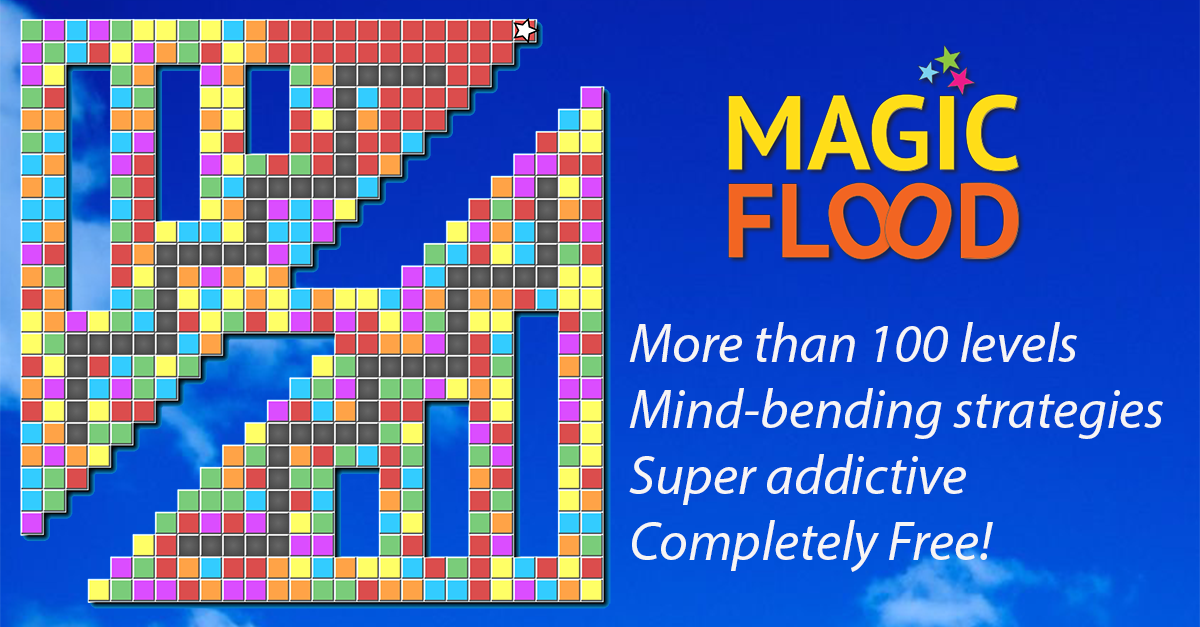 MAGIC
FLOOD
More than 100 levels
Mind-bending strategies
Super addictive
Completely Free!